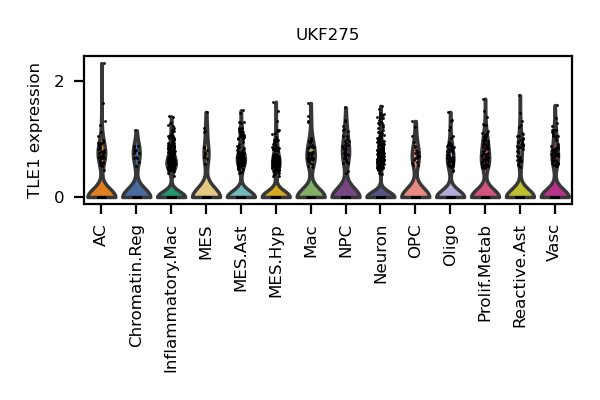 UKF275
TLE1 expression
2
0
AC
Chromatin.Reg
Inflammatory.Mac
MES
MES.Ast
MES.Hyp
Mac
NPC
Neuron
OPC
Oligo
Prolif.Metab
Reactive.Ast
Vasc